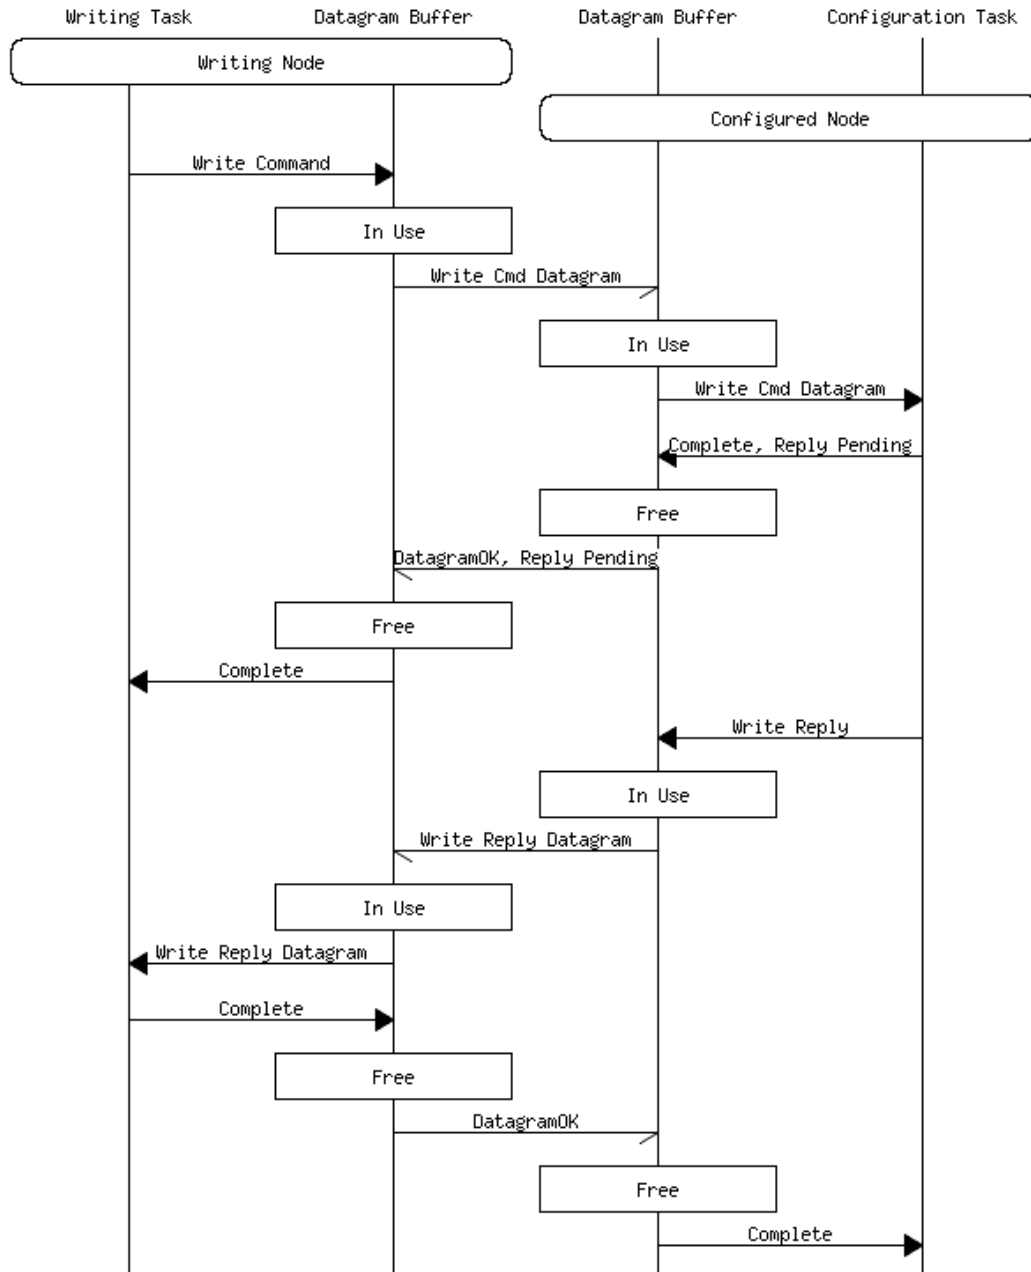 Writing Task Datagram Buffer Datagram Buffer Configuration Task
Writing Node
Configured Node
Write Command
In Use
Write Cmd Datagram
In Use
Write Cmd Datagram
Complete, Reply Pending
Free
DatagramOK, Reply Pending
Free
Complete
Write Reply
In Use
Write Reply Datagram
In Use
Write Reply Datagram
Complete
Free
DatagramOK
Free
Complete